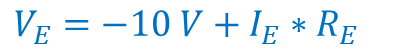 V_E = −10 V + I_E * R_E